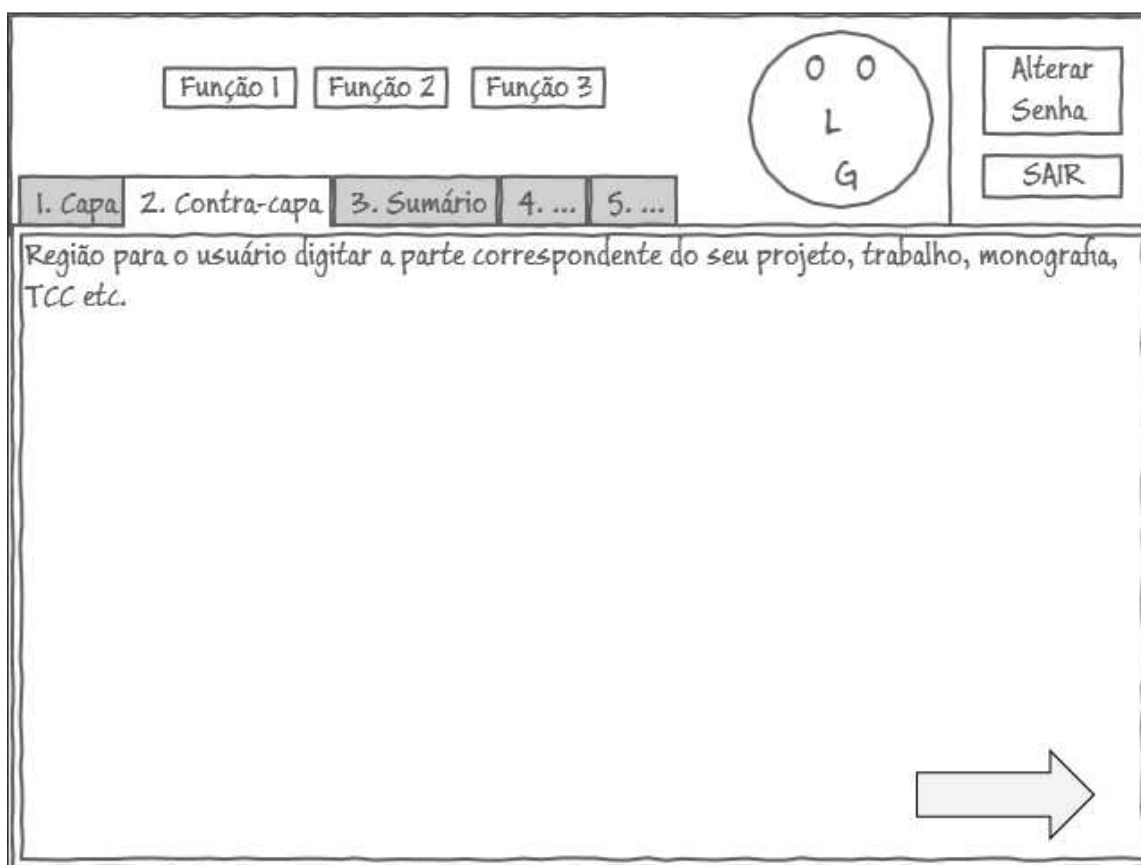 Função 1 Função 2 Função 3
O O
L
G
Alterar
Senha
SAIR
1. Capa 2. Contra-capa 3. Sumário 4. ... 5. ...
Região para o usuário digitar a parte correspondente do seu projeto, trabalho, monografia,
TCC etc.